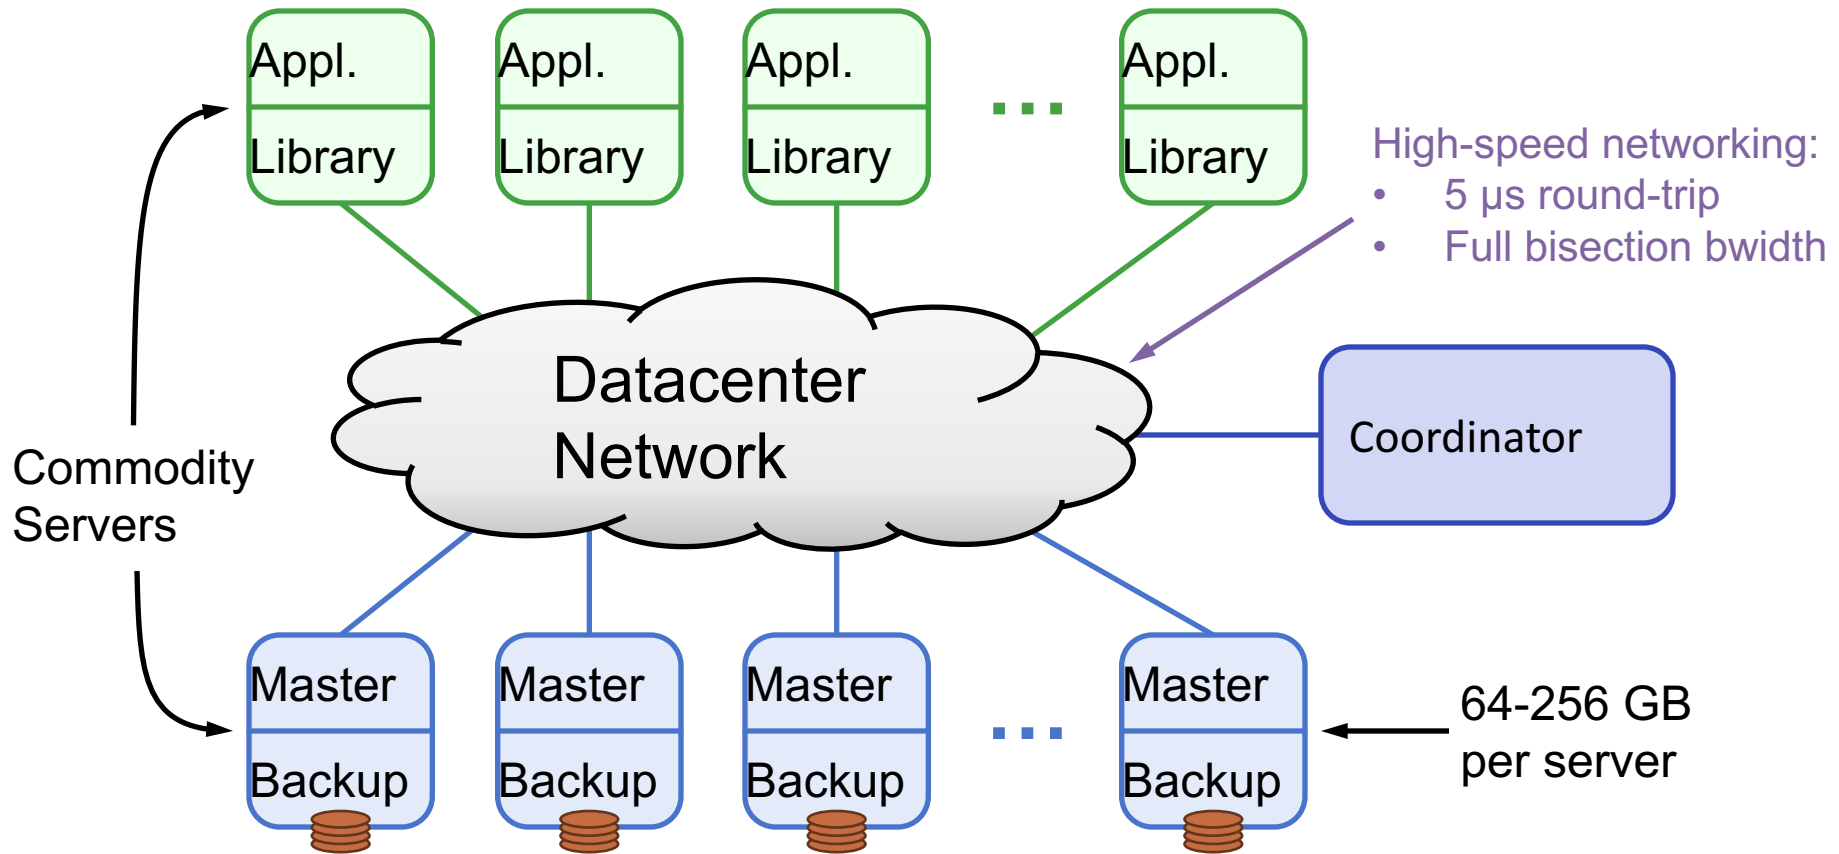 Appl.
Appl.
Appl.
Appl.
Library
Library
Library
Library
High-speed networking:
• 5 µs round-trip
• Full bisection bwidth
Datacenter
Network
Coordinator
Commodity
Servers
Master
Master
Master
Master
Backup
Backup
Backup
Backup
64-256 GB
per server